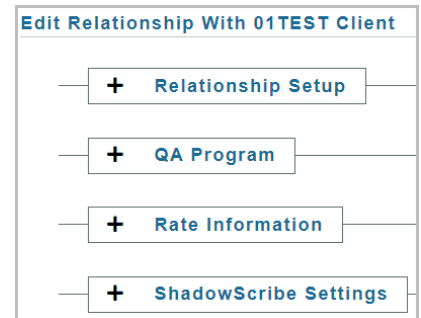 Edit Relationship With 01TEST Client
+ Relationship Setup
+ QA Program
+ Rate Information
+ ShadowScribe Settings